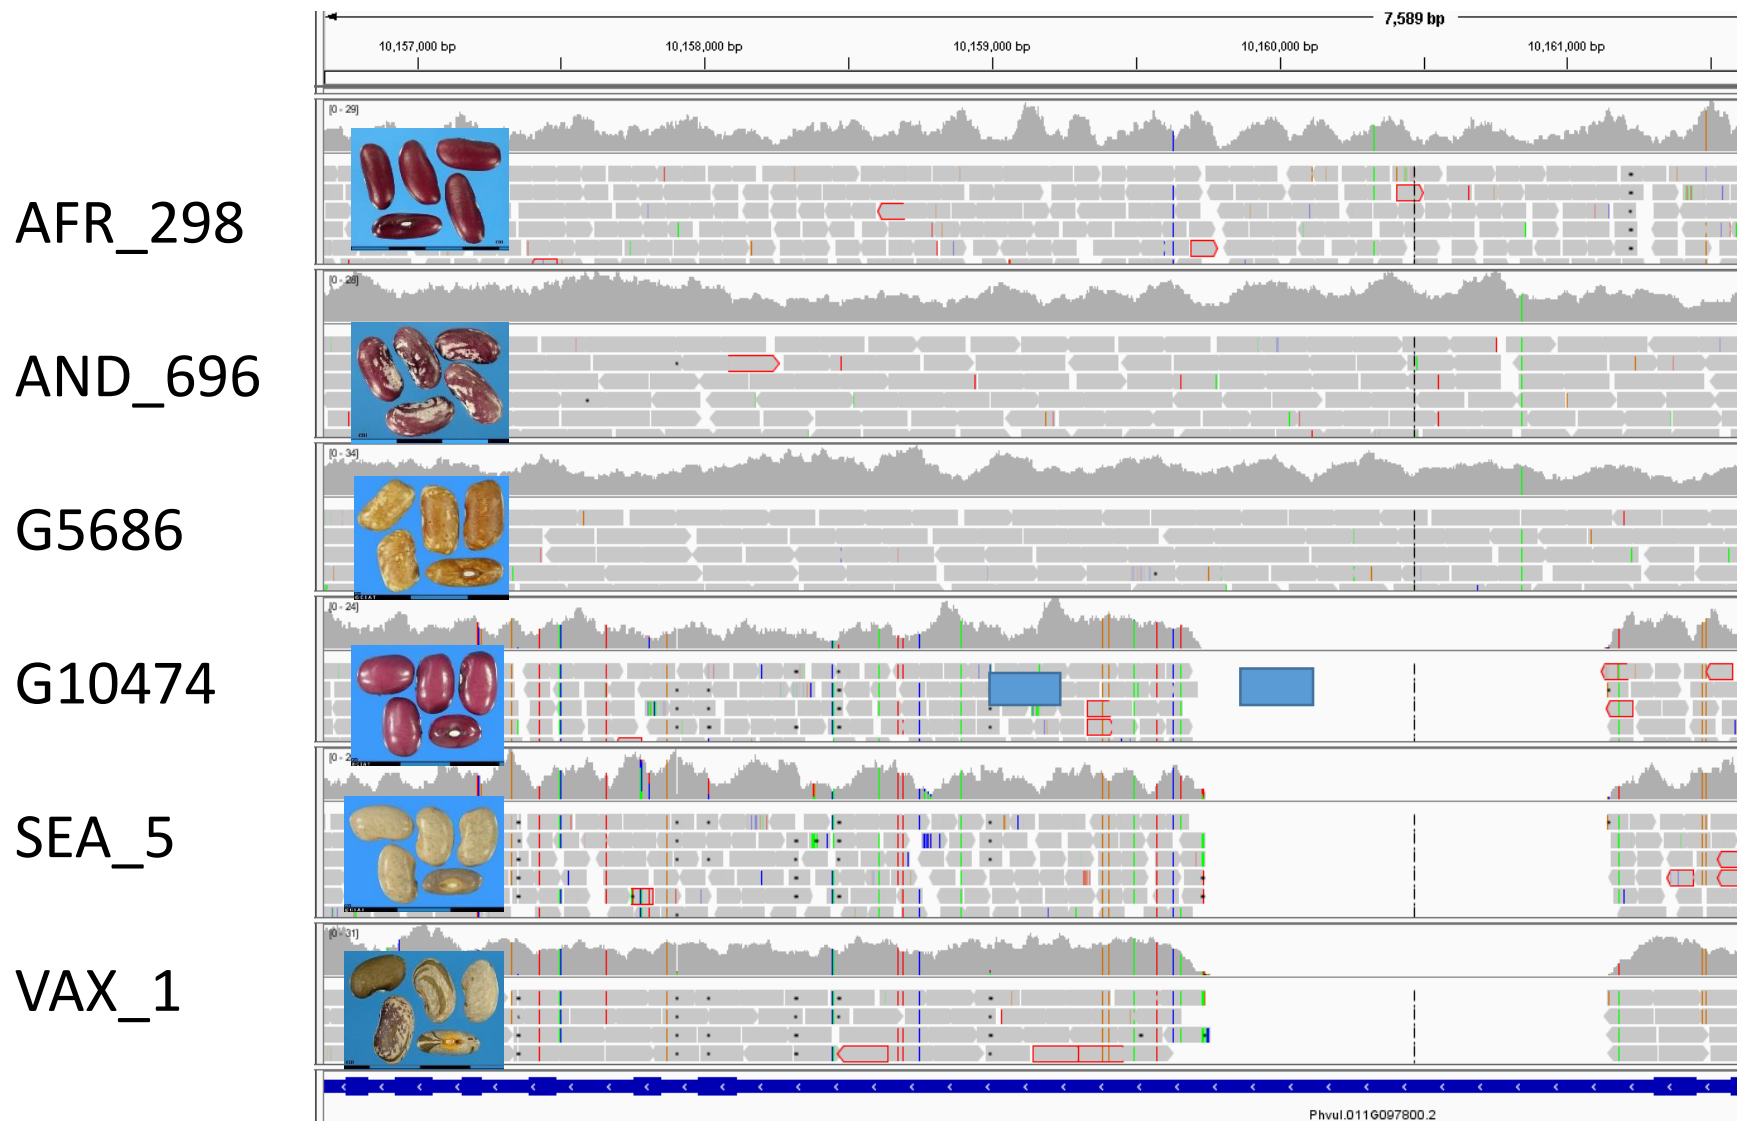 7,589 bp
10,157,000 bp 10,158,000 bp 10,159,000 bp 10,160,000 bp 10,161,000 bp
[0 - 29]
AFR_298
[0 - 28]
AND_696
[0 - 34]
G5686
[0 - 24]
G10474
SEA_5
[0 - 31]
VAX_1
Phvul.011G097800.2